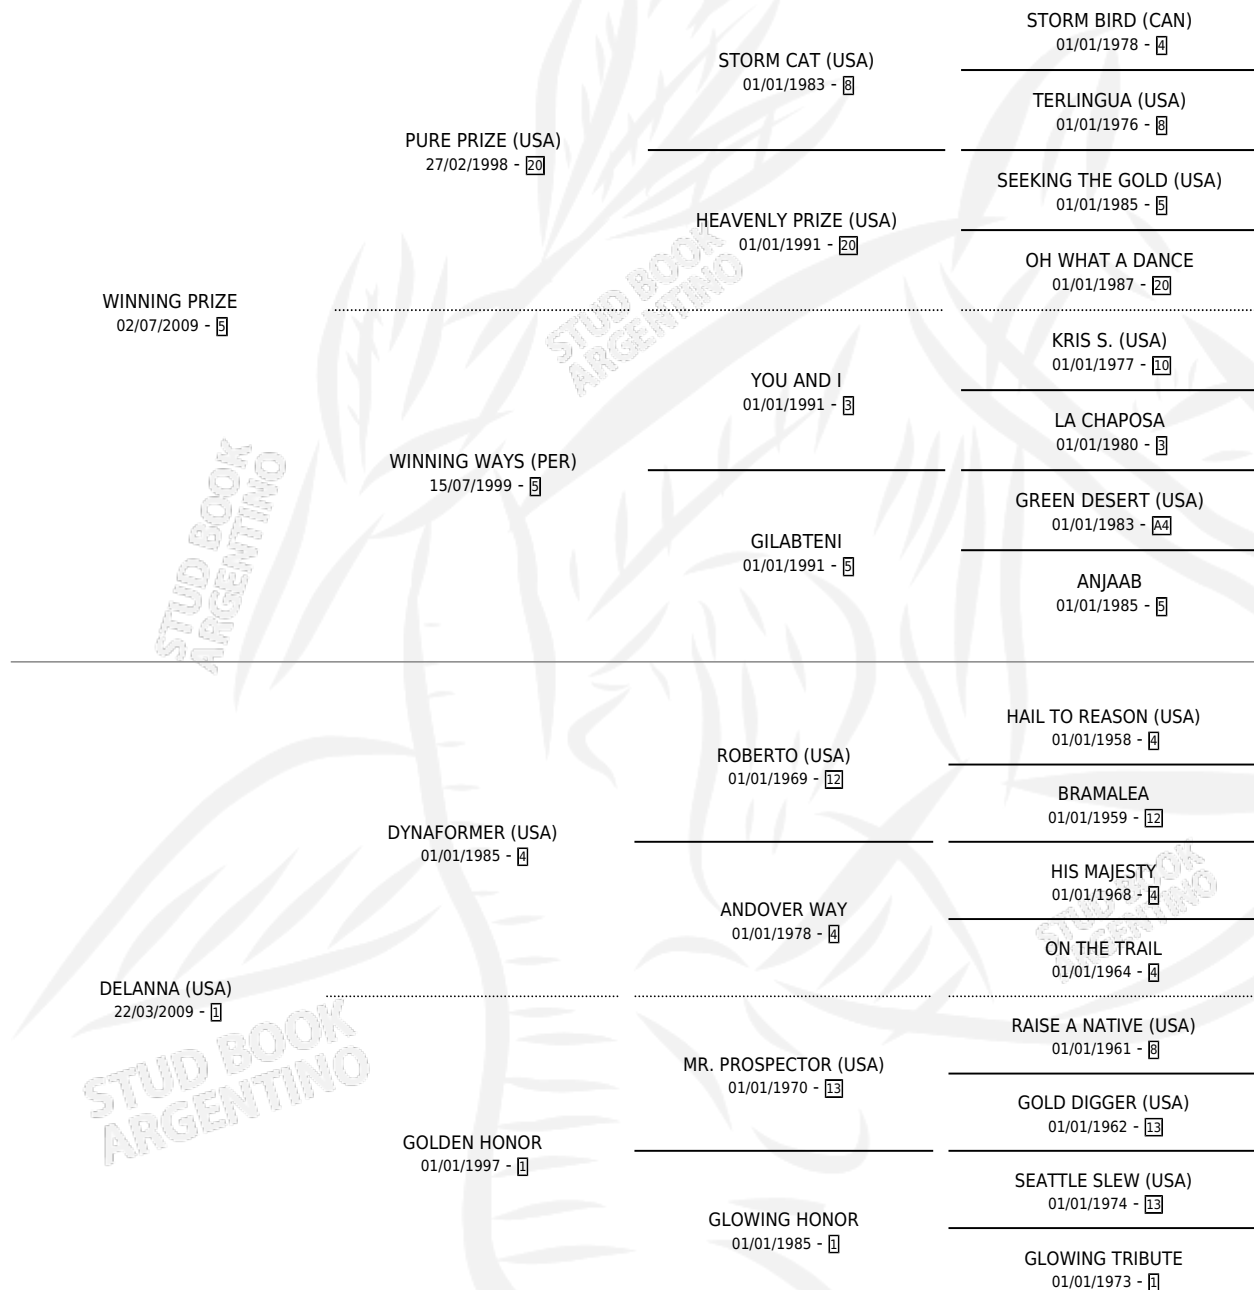 STORM BIRD (CAN)
01/01/1978 - 4
STORM CAT (USA)
01/01/1983 - 8
TERLINGUA (USA)
01/01/1976 - 8
PURE PRIZE (USA)
27/02/1998 - 20
SEEKING THE GOLD (USA)
01/01/1985 - 5
HEAVENLY PRIZE (USA)
01/01/1991 - 20
OH WHAT A DANCE
01/01/1987 - 20
WINNING PRIZE
02/07/2009 - 5
KRIS S. (USA)
01/01/1977 - 10
YOU AND I
01/01/1991 - 3
LA CHAPOSA
01/01/1980 - 3
WINNING WAYS (PER)
15/07/1999 - 5
GREEN DESERT (USA)
01/01/1983 - A4
GILABTENI
01/01/1991 - 5
ANJAAB
01/01/1985 - 5
STUD BOOK
ARGENTINO
STUD BOOK
ARGENTINO
HAIL TO REASON (USA)
01/01/1958 - 4
ROBERTO (USA)
01/01/1969 - 12
BRAMALEA
01/01/1959 - 12
DYNAFORMER (USA)
01/01/1985 - 4
HIS MAJESTY
01/01/1968 - 4
ANDOVER WAY
01/01/1978 - 4
ON THE TRAIL
01/01/1964 - 4
DELANNA (USA)
22/03/2009 - 1
RAISE A NATIVE (USA)
01/01/1961 - 8
MR. PROSPECTOR (USA)
01/01/1970 - 13
GOLD DIGGER (USA)
01/01/1962 - 13
GOLDEN HONOR
01/01/1997 - 1
SEATTLE SLEW (USA)
01/01/1974 - 13
GLOWING HONOR
01/01/1985 - 1
GLOWING TRIBUTE
01/01/1973 - 1
STUD BOOK
ARGENTINO
STUD BOOK
ARGENTINO